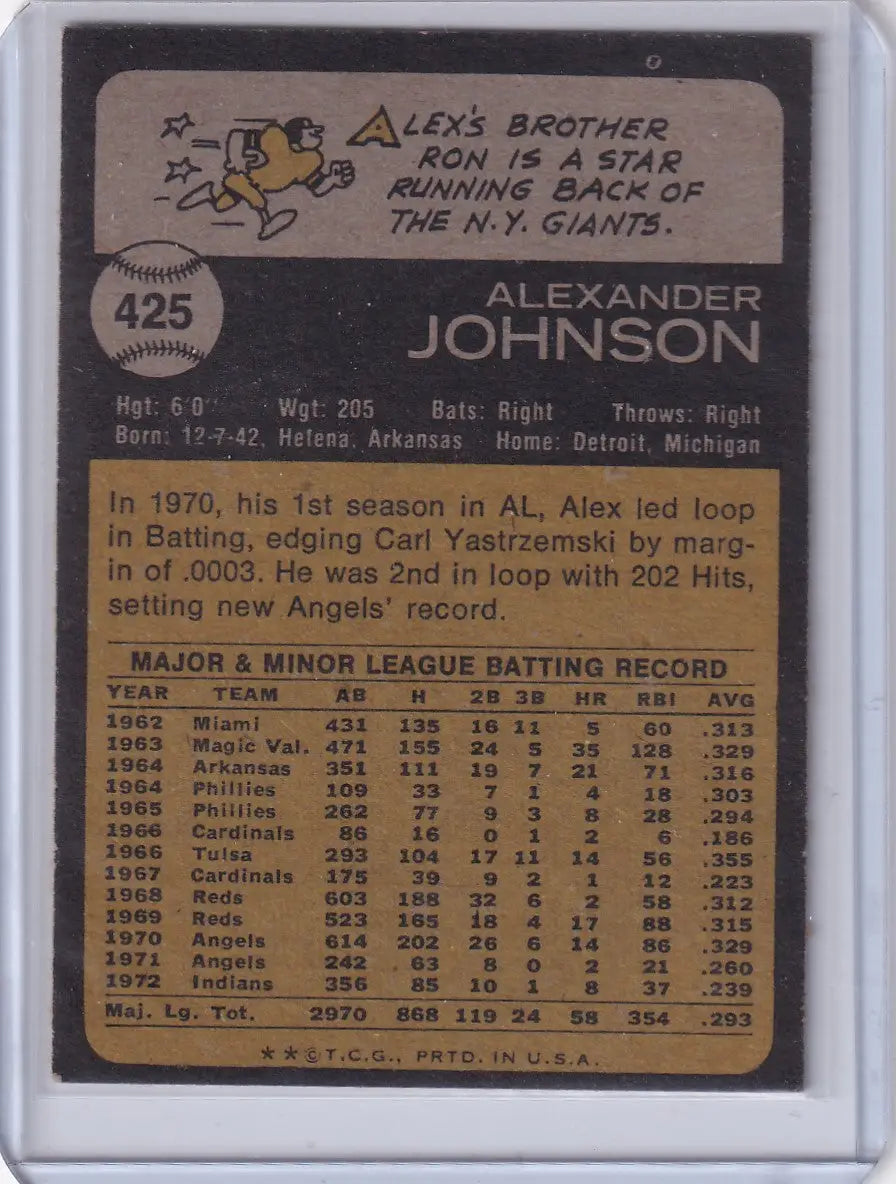 ALEX'S BROTHER
RON IS A STAR
RUNNING BACK OF
THE N.Y. GIANTS.
425
ALEXANDER
JOHNSON
Hgt: 6'0" Wgt: 205 Bats: Right Throws: Right
Born: 12-7-42, Helena, Arkansas Home: Detroit, Michigan
In 1970, his 1st season in AL, Alex led loop
in Batting, edging Carl Yastrzemski by marg-
in of .0003. He was 2nd in loop with 202 Hits,
setting new Angels' record.
MAJOR & MINOR LEAGUE BATTING RECORD
YEAR TEAM AB H 2B 3B HR RBI AVG
1962 Miami 431 135 16 11 5 60 .313
1963 Magic Val. 471 155 24 5 35 128 .329
1964 Arkansas 351 111 19 7 21 71 .316
1964 Phillies 109 33 7 1 4 18 .303
1965 Phillies 262 77 9 3 8 28 .294
1966 Cardinals 86 16 0 1 2 6 .186
1966 Tulsa 293 104 17 11 14 56 .355
1967 Cardinals 175 39 9 2 1 12 .223
1968 Reds 603 188 32 6 2 58 .312
1969 Reds 523 165 18 4 17 88 .315
1970 Angels 614 202 26 6 14 86 .329
1971 Angels 242 63 8 0 2 21 .260
1972 Indians 356 85 10 1 8 37 .239
Maj. Lg. Tot. 2970 868 119 24 58 354 .293
**©T.C.G., PRTD. IN U.S.A.